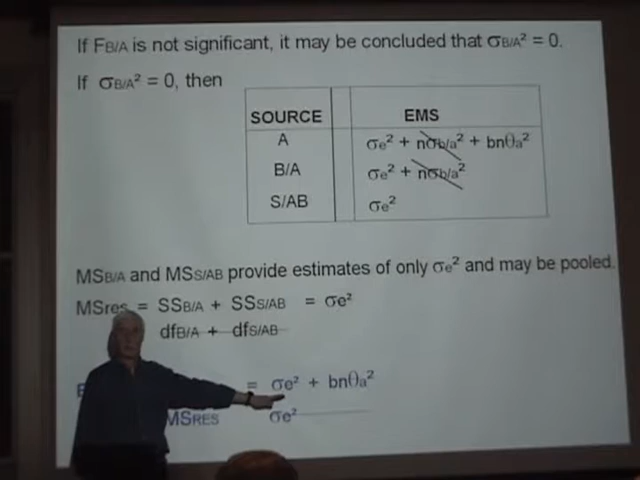 If FB/A is not significant, it may be concluded that σB/A² = 0.
If σB/A² = 0, then
SOURCE EMS
A σe² + nσb/a² + bnθa²
B/A σe² + nσb/a²
S/AB σe²
MSB/A and MSS/AB provide estimates of only σe² and may be pooled.
MSres = SSB/A + SSS/AB = σe²
dfB/A + dfS/AB
= σe² + bnθa²
MSRES σe²